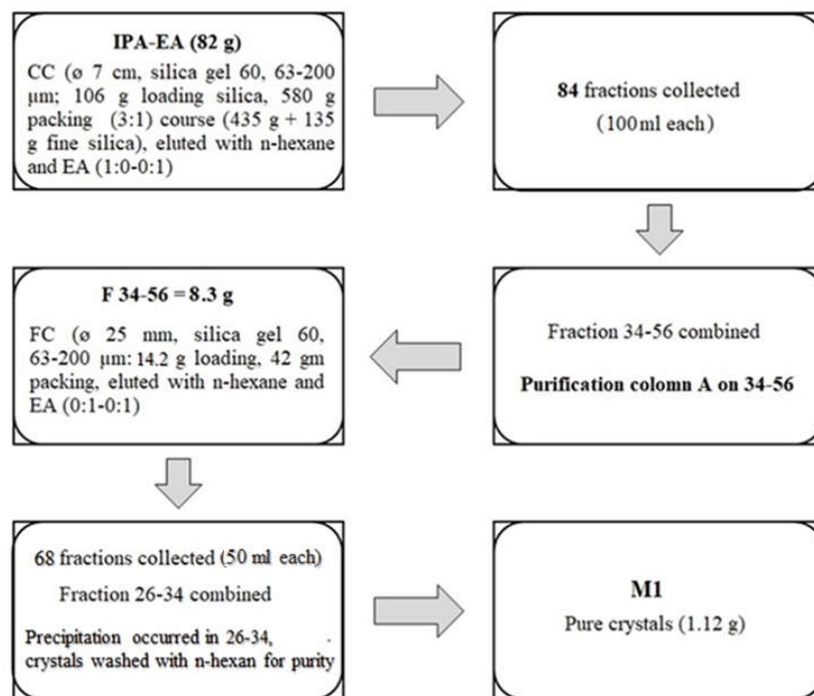 IPA-EA (82 g)
CC (ø 7 cm, silica gel 60, 63-200
μm; 106 g loading silica, 580 g
packing (3:1) course (435 g + 135
g fine silica), eluted with n-hexane
and EA (1:0-0:1)
84 fractions collected
(100ml each)
Fraction 34-56 combined
Purification colomn A on 34-56
F 34-56 = 8.3 g
FC (ø 25 mm, silica gel 60,
63-200 μm: 14.2 g loading, 42 gm
packing, eluted with n-hexane and
EA (0:1-0:1)
68 fractions collected (50 ml each)
Fraction 26-34 combined
Precipitation occurred in 26-34,
crystals washed with n-hexan for purity
M1
Pure crystals (1.12 g)